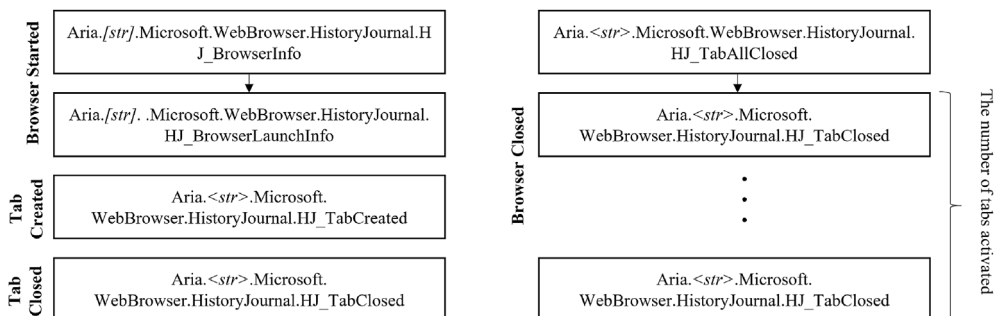 Browser Started
Aria.[str].Microsoft.WebBrowser.HistoryJournal.H
J_BrowserInfo
Aria.[str]. .Microsoft.WebBrowser.HistoryJournal.
HJ_BrowserLaunchInfo
Tab
Created
Aria.<str>.Microsoft.
WebBrowser.HistoryJournal.HJ_TabCreated
Tab
Closed
Aria.<str>.Microsoft.
WebBrowser.HistoryJournal.HJ_TabClosed
Browser Closed
Aria.<str>.Microsoft.WebBrowser.HistoryJournal.
HJ_TabAllClosed
Aria.<str>.Microsoft.
WebBrowser.HistoryJournal.HJ_TabClosed
Aria.<str>.Microsoft.
WebBrowser.HistoryJournal.HJ_TabClosed
The number of tabs activated